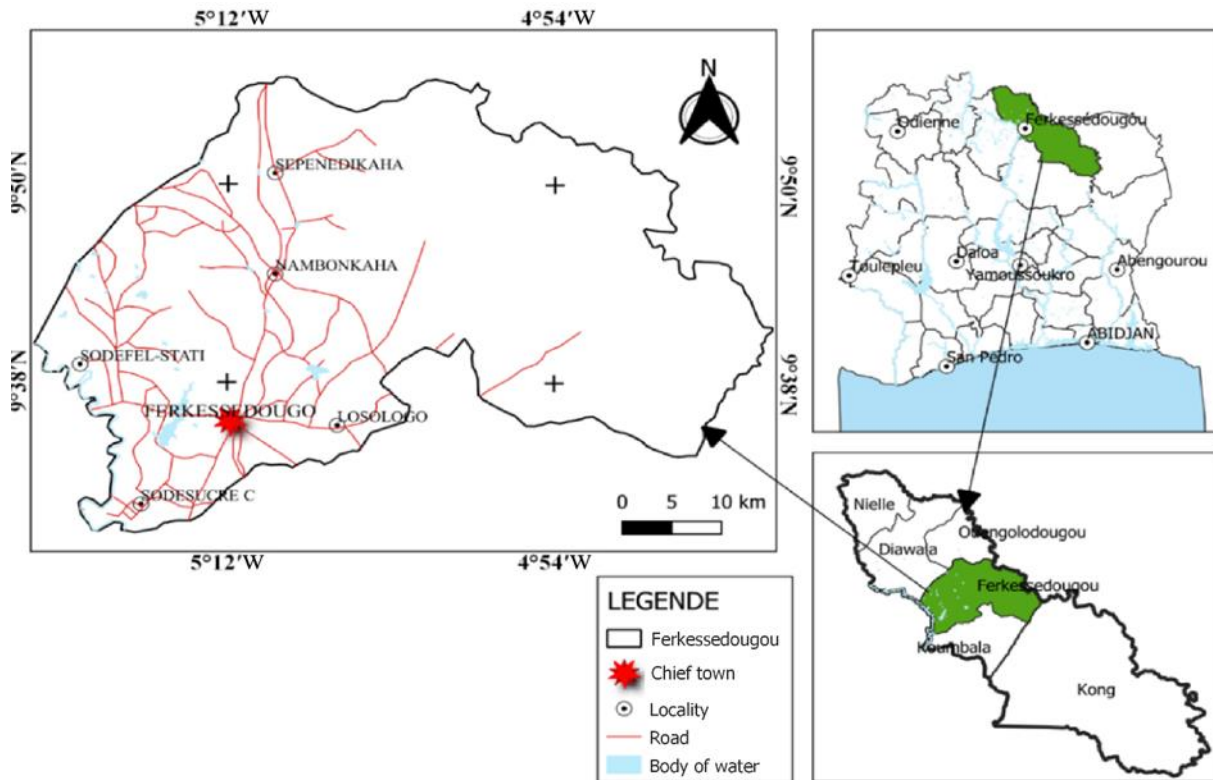 5°12'W
4°54'W
N
9°50'N
9°50'N
SEPENEDIKAHA
NAMBONKAHA
SODEFEL-STATI
9°38'N
9°38'N
FERKESSEDOUGO
LOSOLOGO
SODESUCRE C
0 5 10 km
5°12'W
4°54'W
Odienne
Ferkessédougou
Toulepleu
Daloa
Yamoussoukro
Abengourou
ABIDJAN
San Pédro
Nielle
Ouangolodougou
Diawala
Ferkessedougou
Koumbala
Kong
LEGENDE
Ferkessedougou
Chief town
Locality
Road
Body of water